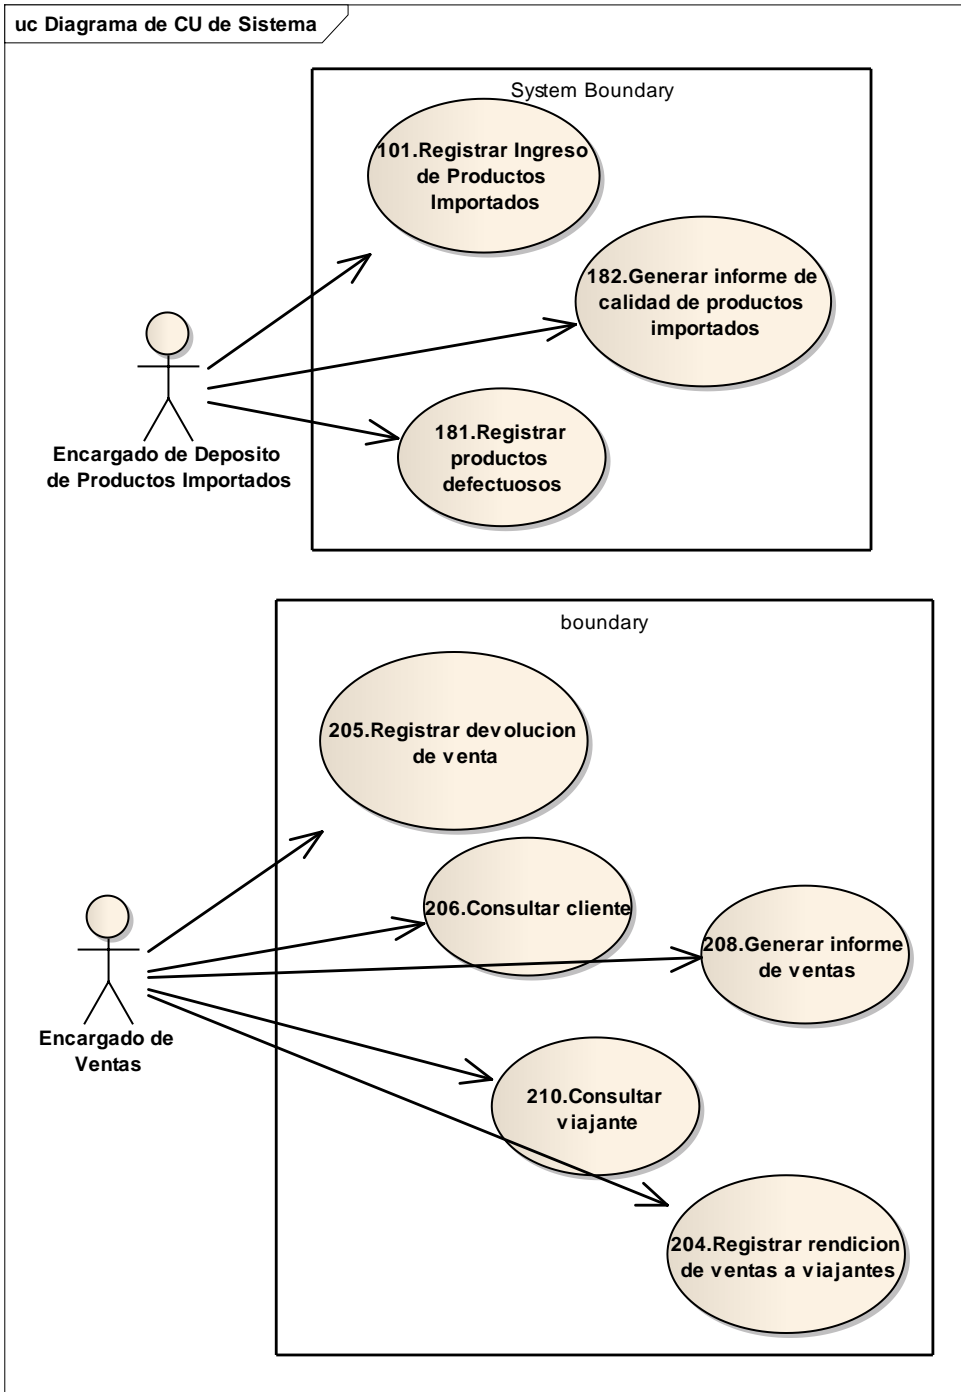 uc Diagrama de CU de Sistema
System Boundary
101.Registrar Ingreso
de Productos
Importados
182.Generar informe de
calidad de productos
importados
181.Registrar
productos
defectuosos
Encargado de Deposito
de Productos Importados
boundary
205.Registrar devolucion
de venta
206.Consultar cliente
208.Generar informe
de ventas
Encargado de
Ventas
210.Consultar
viajante
204.Registrar rendicion
de ventas a viajantes